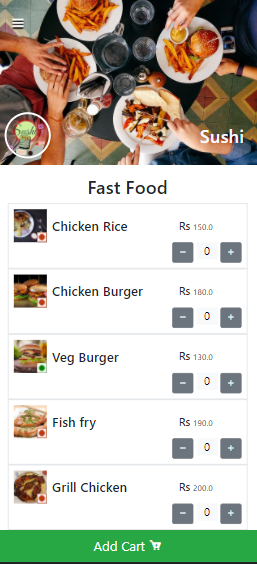 Sushi
Fast Food
Chicken Rice
Rs 150.0
− 0 +
Chicken Burger
Rs 180.0
− 0 +
Veg Burger
Rs 130.0
− 0 +
Fish fry
Rs 190.0
− 0 +
Grill Chicken
Rs 200.0
− 0 +
Add Cart